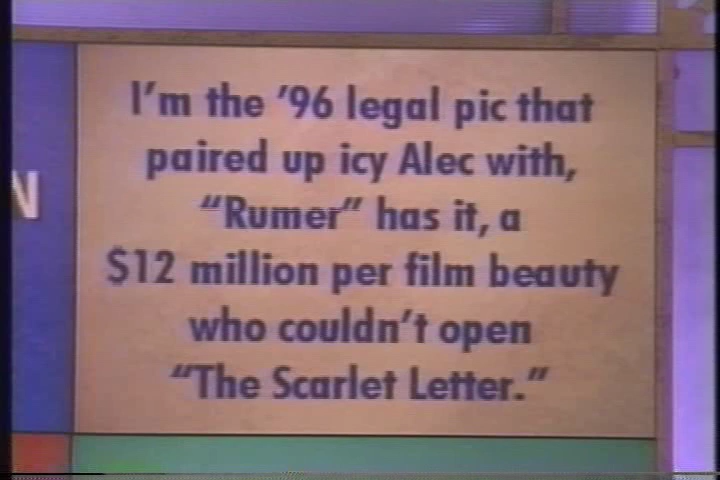 I'm the '96 legal pic that
paired up icy Alec with,
"Rumer" has it, a
$12 million per film beauty
who couldn't open
"The Scarlet Letter."
N